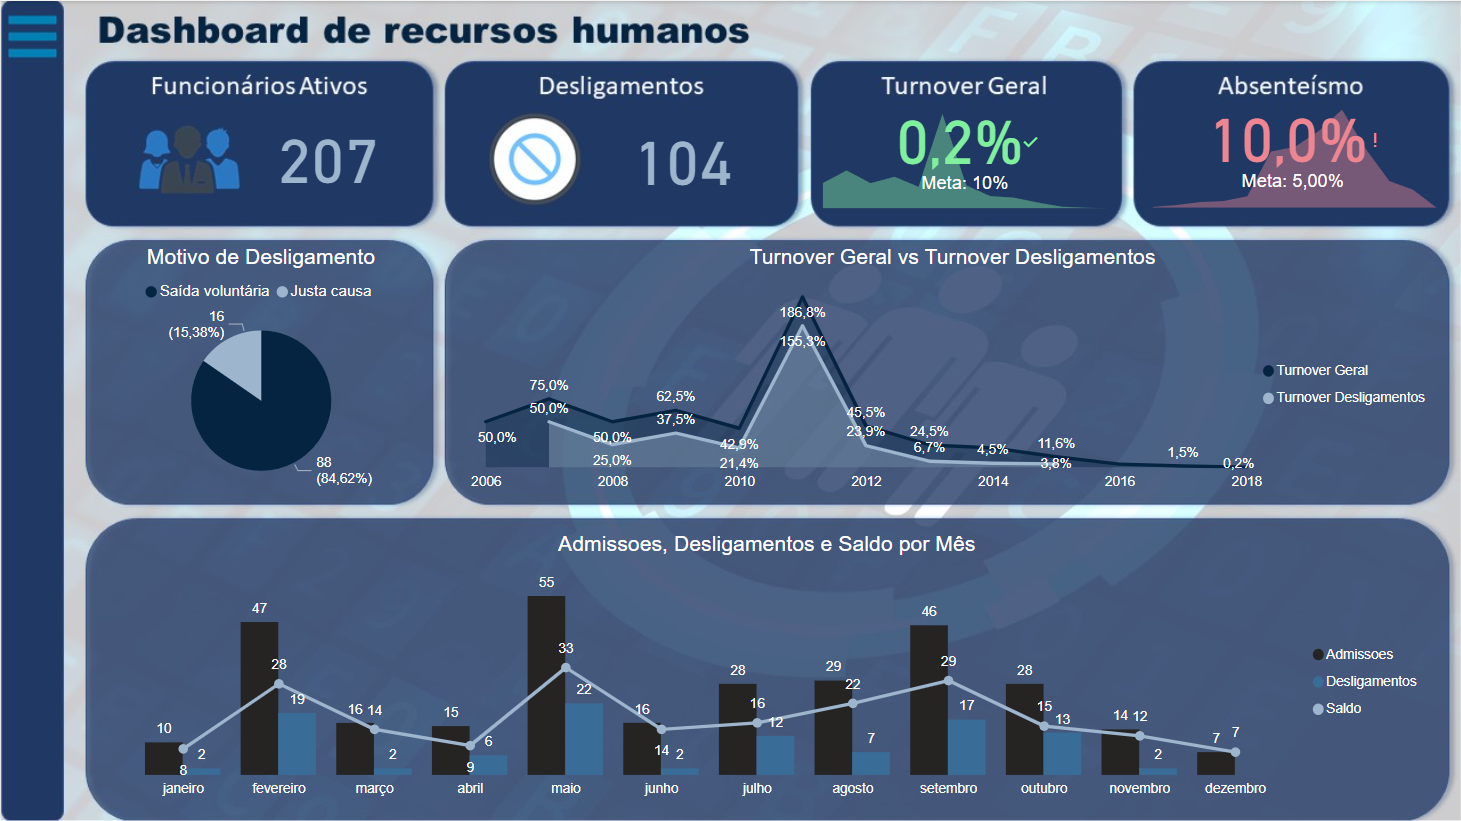 Dashboard de recursos humanos
Funcionários Ativos
207
Desligamentos
104
Turnover Geral
0,2%
Meta: 10%
Absenteísmo
10,0% !
Meta: 5,00%
Motivo de Desligamento
Saída voluntária Justa causa
16
(15,38%)
88
(84,62%)
Turnover Geral vs Turnover Desligamentos
186,8%
155,3%
75,0%
50,0%
62,5%
37,5%
50,0%
50,0%
25,0%
42,9%
21,4%
45,5%
23,9%
24,5%
6,7%
4,5%
11,6%
3,8%
1,5%
0,2%
2006 2008 2010 2012 2014 2016 2018
Turnover Geral
Turnover Desligamentos
Admissoes, Desligamentos e Saldo por Mês
10 8 2
47 28 19
16 14 2
15 9 6
55 33 22
16 14 2
28 16 12
29 22 7
46 29 17
28 15 13
14 12 2
7 7
janeiro fevereiro março abril maio junho julho agosto setembro outubro novembro dezembro
Admissoes
Desligamentos
Saldo